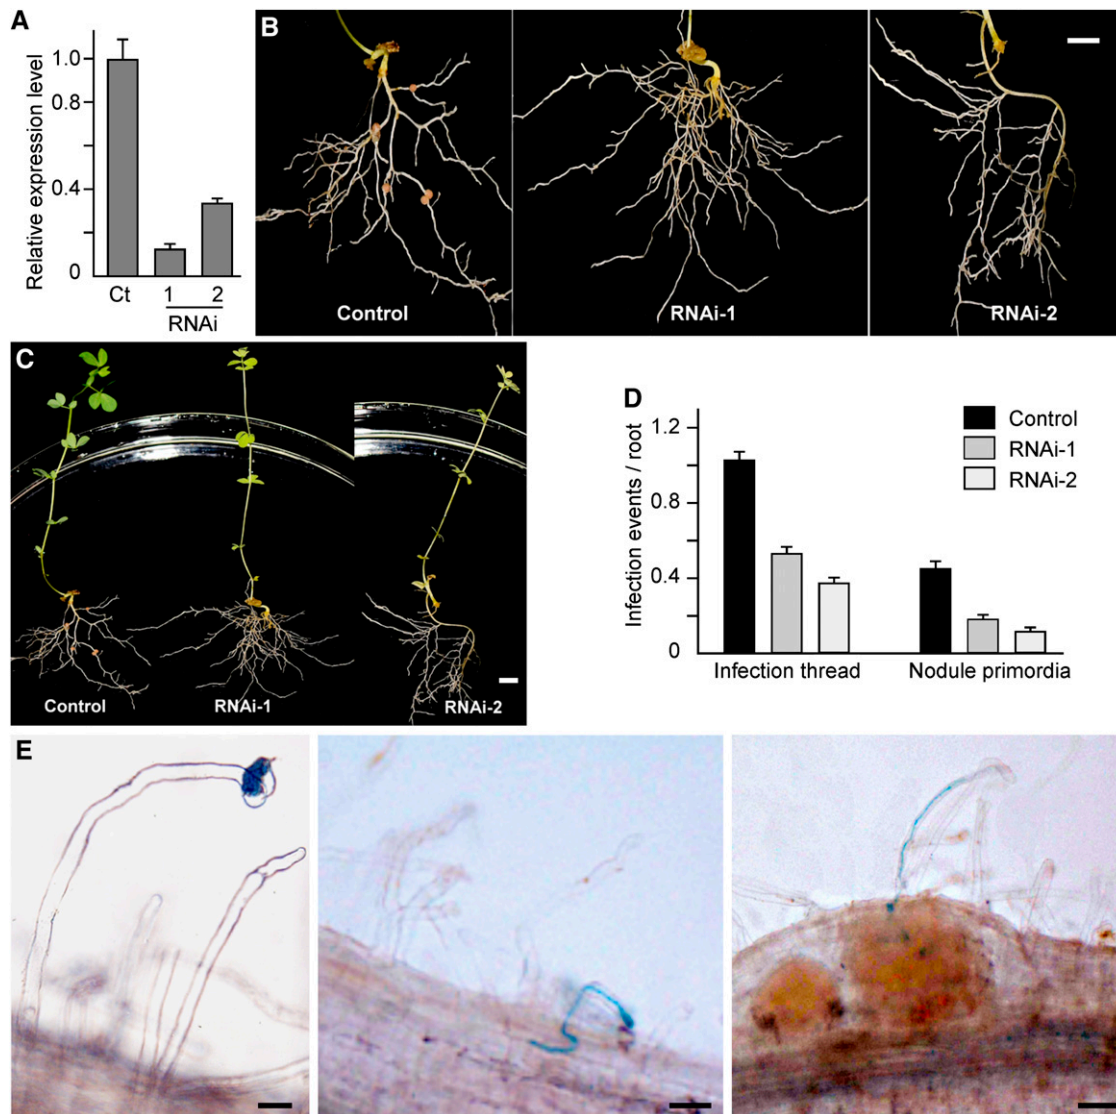 A
Relative expression level
1.0
0.8
0.4
0
Ct
1
2
RNAi
B
Control
RNAi-1
RNAi-2
C
Control
RNAi-1
RNAi-2
D
Infection events / root
1.2
0.8
0.4
0
Control
RNAi-1
RNAi-2
Infection thread
Nodule primordia
E